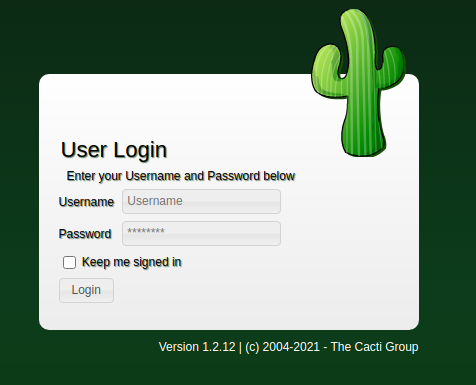 User Login
Enter your Username and Password below
Username Username
Password ********
Keep me signed in
Login
Version 1.2.12 | (c) 2004-2021 - The Cacti Group